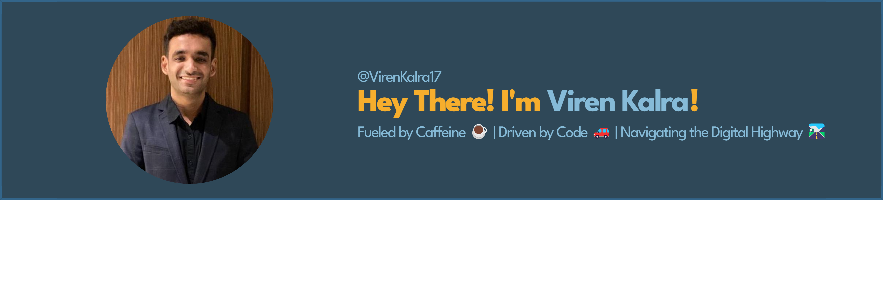 @VirenKalra17
Hey There! I'm Viren Kalra!
Fueled by Caffeine ☕ | Driven by Code 🚗 | Navigating the Digital Highway 🛣️